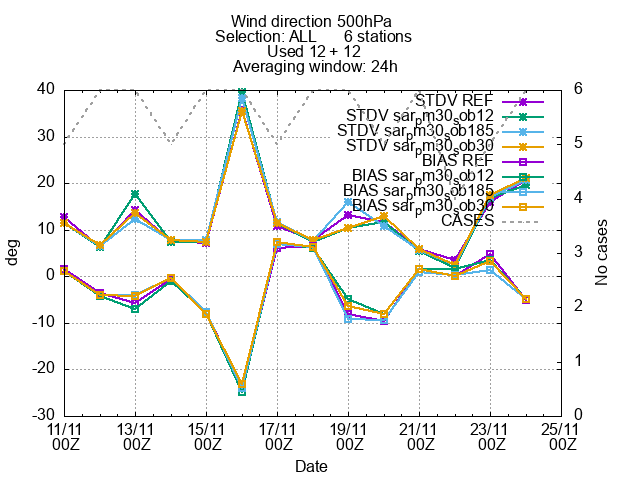 Wind direction 500hPa
Selection: ALL 6 stations
Used 12 + 12
Averaging window: 24h
STDV REF
STDV sar_pm30_sob12
STDV sar_pm30_sob185
STDV sar_pm30_sob30
BIAS REF
BIAS sar_pm30_sob12
BIAS sar_pm30_sob185
BIAS sar_pm30_sob30
CASES
40
30
20
10
0
-10
-20
-30
deg
6
5
4
3
2
1
0
No cases
11/11 13/11 15/11 17/11 19/11 21/11 23/11 25/11
00Z 00Z 00Z 00Z 00Z 00Z 00Z 00Z
Date